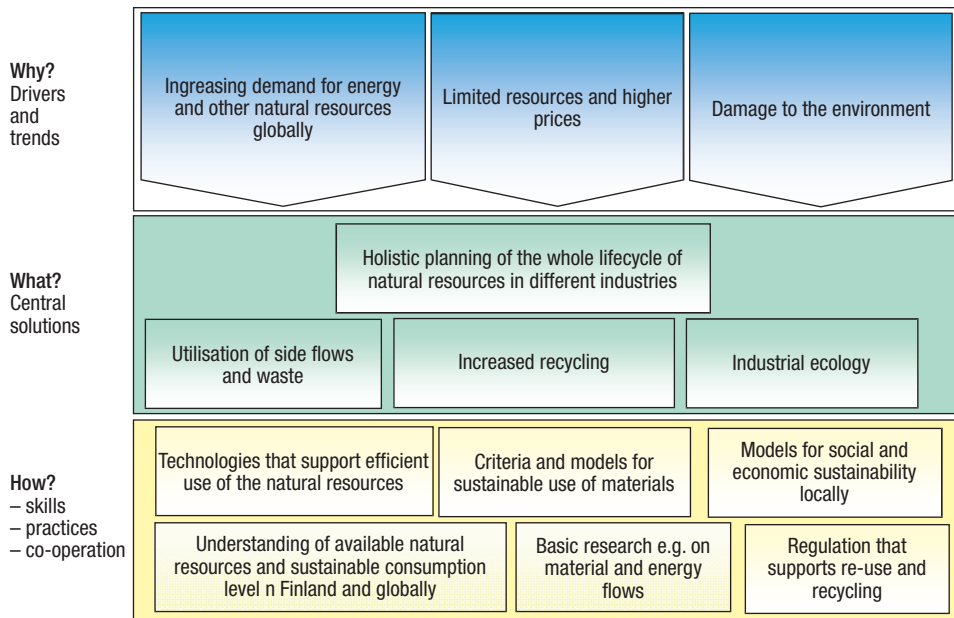 Why?
Drivers
and
trends
Ingreasing demand for energy
and other natural resources
globally
Limited resources and higher
prices
Damage to the environment
What?
Central
solutions
Holistic planning of the whole lifecycle of
natural resources in different industries
Utilisation of side flows
and waste
Increased recycling
Industrial ecology
How?
– skills
– practices
– co-operation
Technologies that support efficient
use of the natural resources
Criteria and models for
sustainable use of materials
Models for social and
economic sustainability
locally
Understanding of available natural
resources and sustainable consumption
level n Finland and globally
Basic research e.g. on
material and energy
flows
Regulation that
supports re-use and
recycling